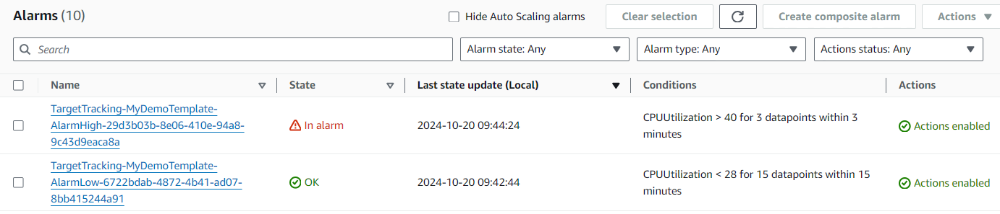 Alarms (10)
Hide Auto Scaling alarms
Clear selection
Create composite alarm
Actions
Search
Alarm state: Any
Alarm type: Any
Actions status: Any
Name
State
Last state update (Local)
Conditions
Actions
TargetTracking-MyDemoTemplate-
AlarmHigh-29d3b03b-8e06-410e-94a8-
9c43d9eaca8a
In alarm
2024-10-20 09:44:24
CPUUtilization > 40 for 3 datapoints within 3
minutes
Actions enabled
TargetTracking-MyDemoTemplate-
AlarmLow-6722bdab-4872-4b41-ad07-
8bb415244a91
OK
2024-10-20 09:42:44
CPUUtilization < 28 for 15 datapoints within 15
minutes
Actions enabled